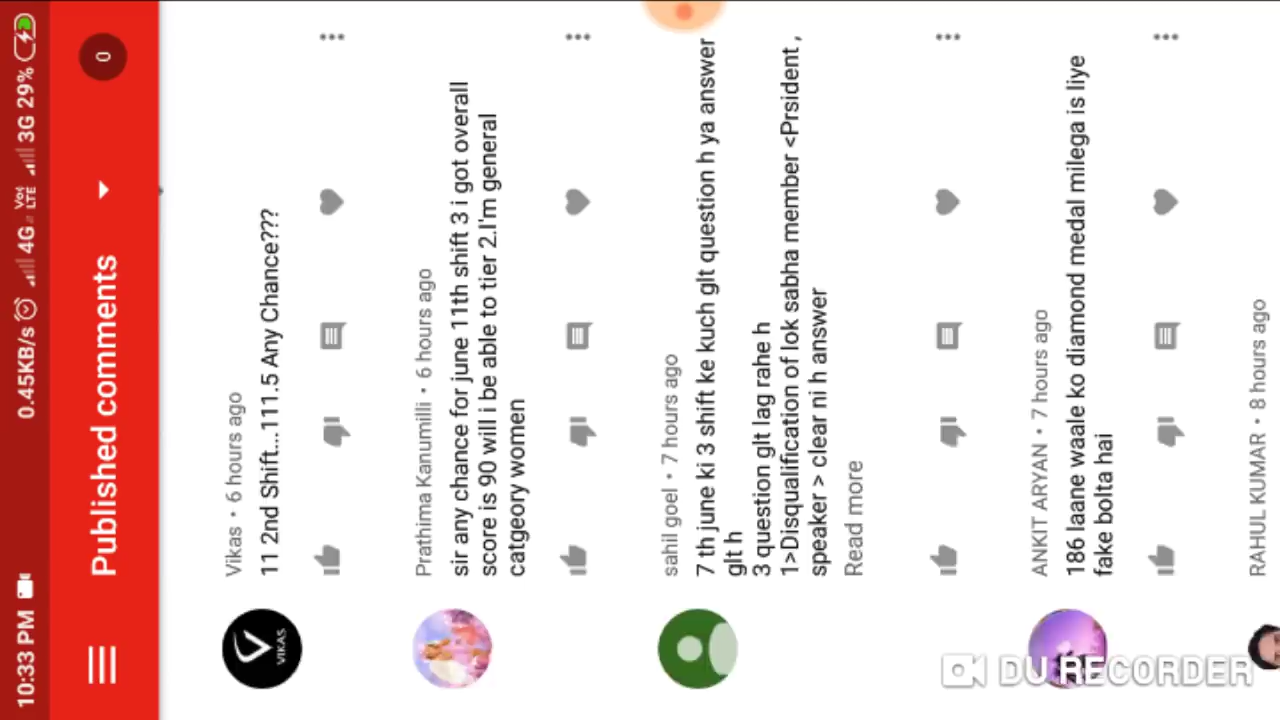 10:33 PM 0.45KB/s 4G VoLTE 3G 29%
Published comments 0
Vikas • 6 hours ago
11 2nd Shift...111.5 Any Chance???
VIKAS
Prathima Kanumilli • 6 hours ago
sir any chance for june 11th shift 3 i got overall
score is 90 will i be able to tier 2.I'm general
catgeory women
sahil goel • 7 hours ago
7 th june ki 3 shift ke kuch glt question h ya answer
glt h
3 question glt lag rahe h
1>Disqualification of lok sabha member <Prsident ,
speaker > clear ni h answer
Read more
ANKIT ARYAN • 7 hours ago
186 laane waale ko diamond medal milega is liye
fake bolta hai
RAHUL KUMAR • 8 hours ago
DU RECORDER